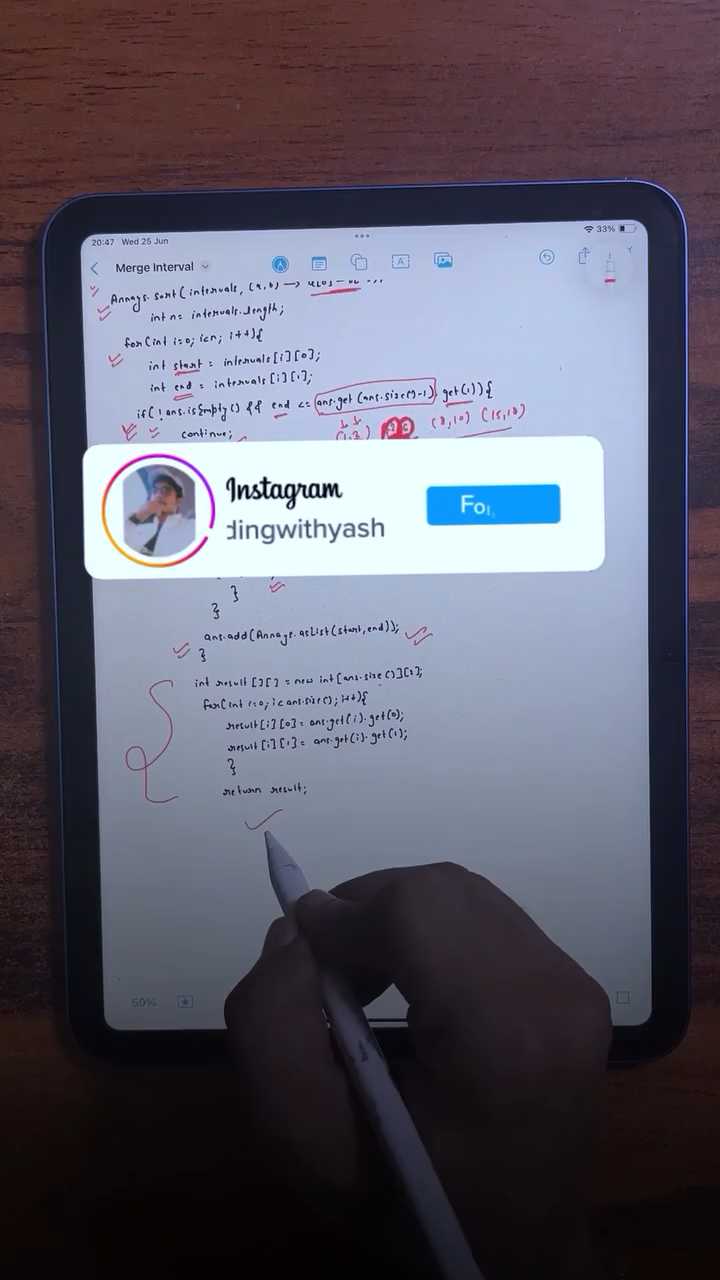 20:47 Wed 25 Jun
33%
Merge Interval
Arrays.sort(intervals, (a,b) →
int n= intervals.length;
for(int i=0; i<n; i++){
int start = intervals[i][0];
int end = intervals[i][1];
if(!ans.isEmpty() && end <= ans.get(ans.size()-1).get(1)){
continue;
(1,3) (8,10) (15,18)
Instagram
dingwithyash
Fol
}
}
ans.add(Arrays.asList(start,end));
}
int result[][] = new int[ans.size()][2];
for(int i=0; i<ans.size(); i++){
result[i][0]= ans.get(i).get(0);
result[i][1]= ans.get(i).get(1);
}
return result;
50%